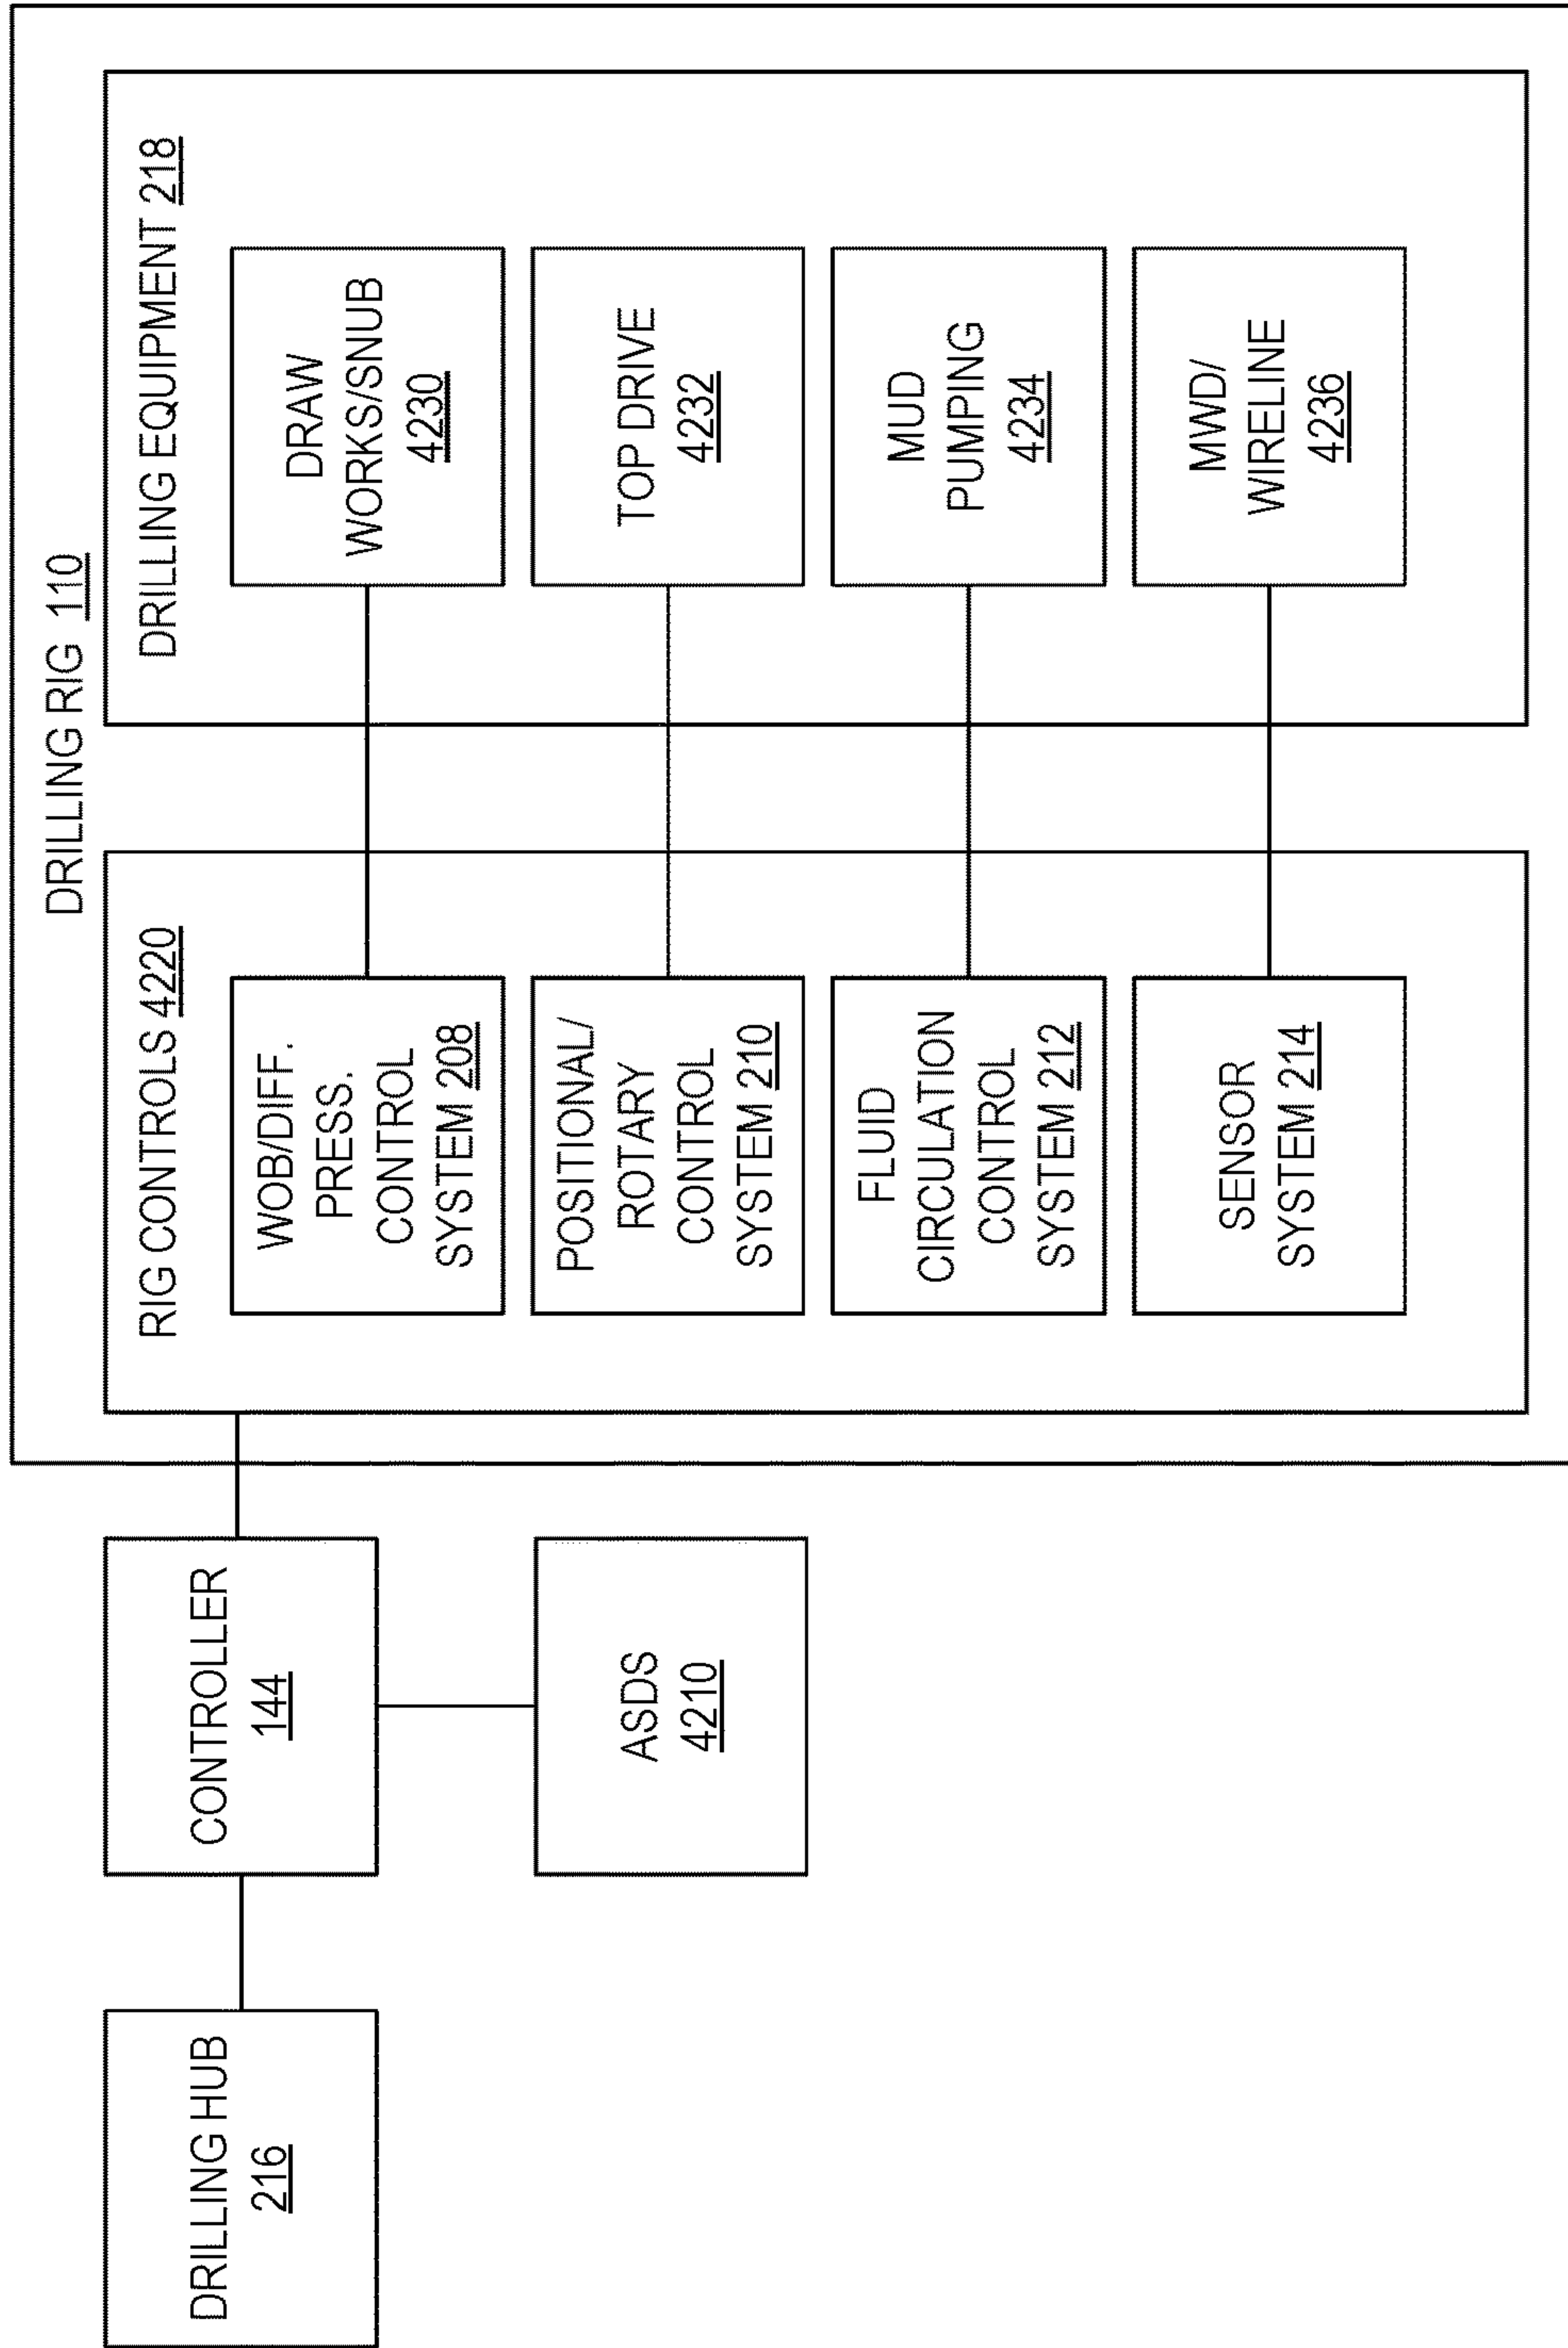 DRILLING HUB
216
CONTROLLER
144
ASDS
4210
DRILLING RIG 110
RIG CONTROLS 4220
WOB/DIFF.
PRESS.
CONTROL
SYSTEM 208
POSITIONAL/
ROTARY
CONTROL
SYSTEM 210
FLUID
CIRCULATION
CONTROL
SYSTEM 212
SENSOR
SYSTEM 214
DRILLING EQUIPMENT 218
DRAW
WORKS/SNUB
4230
TOP DRIVE
4232
MUD
PUMPING
4234
MWD/
WIRELINE
4236